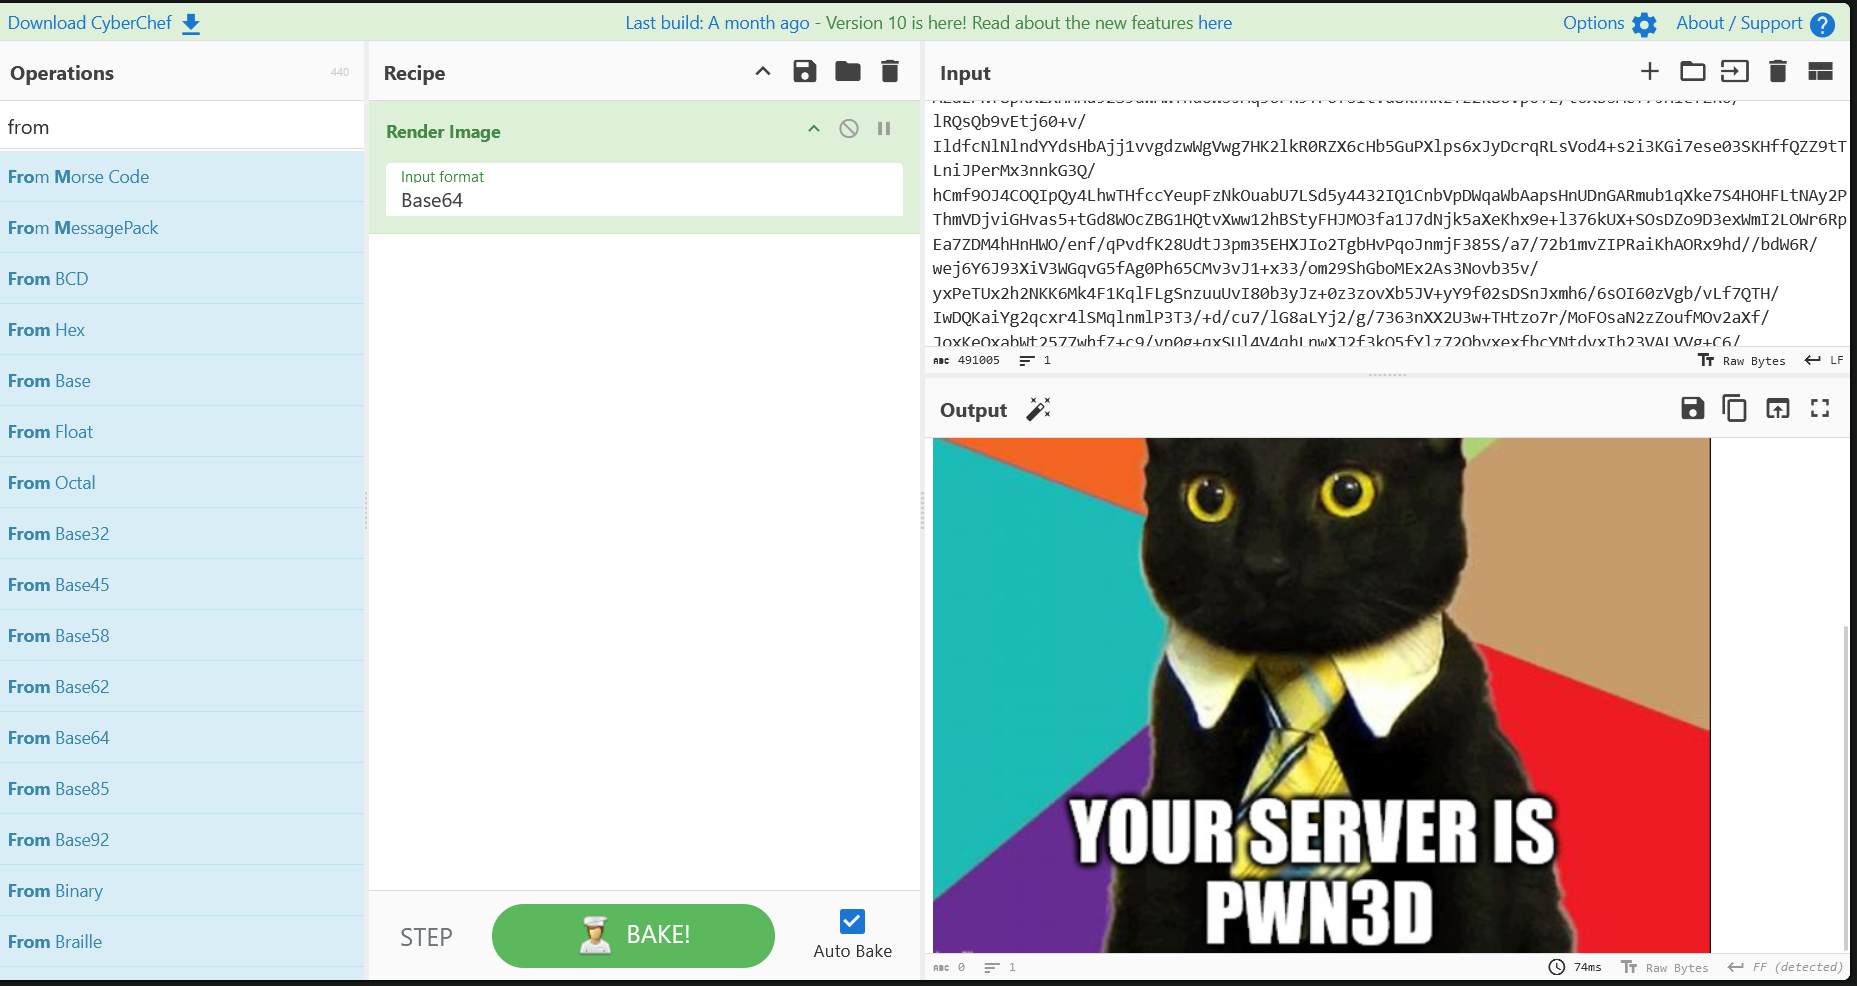 Download CyberChef
Last build: A month ago - Version 10 is here! Read about the new features here
Options
About / Support
Operations
440
from
From Morse Code
From MessagePack
From BCD
From Hex
From Base
From Float
From Octal
From Base32
From Base45
From Base58
From Base62
From Base64
From Base85
From Base92
From Binary
From Braille
Recipe
Render Image
Input format
Base64
STEP
BAKE!
Auto Bake
Input
lRQsQb9vEtj60+v/
IldfcNlNlndYYdsHbAjj1vvgdzwWgVwg7HK2lkR0RZX6cHb5GuPXlps6xJyDcrqRLsVod4+s2i3KGi7ese03SKHffQZZ9tT
LniJPerMx3nnkG3Q/
hCmf9OJ4COQIpQy4LhwTHfccYeupFzNkOuabU7LSd5y4432IQ1CnbVpDWqaWbAapsHnUDnGARmub1qXke7S4HOHFLtNAy2P
ThmVDjviGHvas5+tGd8WOcZBG1HQtvXww12hBStyFHJMO3fa1J7dNjk5aXeKhx9e+l376kUX+SOsDZo9D3exWmI2LOWr6Rp
Ea7ZDM4hHnHWO/enf/qPvdfK28UdtJ3pm35EHXJIo2TgbHvPqoJnmjF385S/a7/72b1mvZIPRaiKhAORx9hd//bdW6R/
wej6Y6J93XiV3WGqvG5fAg0Ph65CMv3vJ1+x33/om29ShGboMEx2As3Novb35v/
yxPeTUx2h2NKK6Mk4F1KqlFLgSnzuuUvI80b3yJz+0z3zovXb5JV+yY9f02sDSnJxmh6/6sOI60zVgb/vLf7QTH/
IwDQKaiYg2qcxr4lSMqlnmlP3T3/+d/cu7/lG8aLYj2/g/7363nXX2U3w+THtzo7r/MoFOsaN2zZoufMOv2aXf/
491005
1
Raw Bytes
LF
Output
YOUR SERVER IS
PWN3D
0
1
74ms
Raw Bytes
FF (detected)